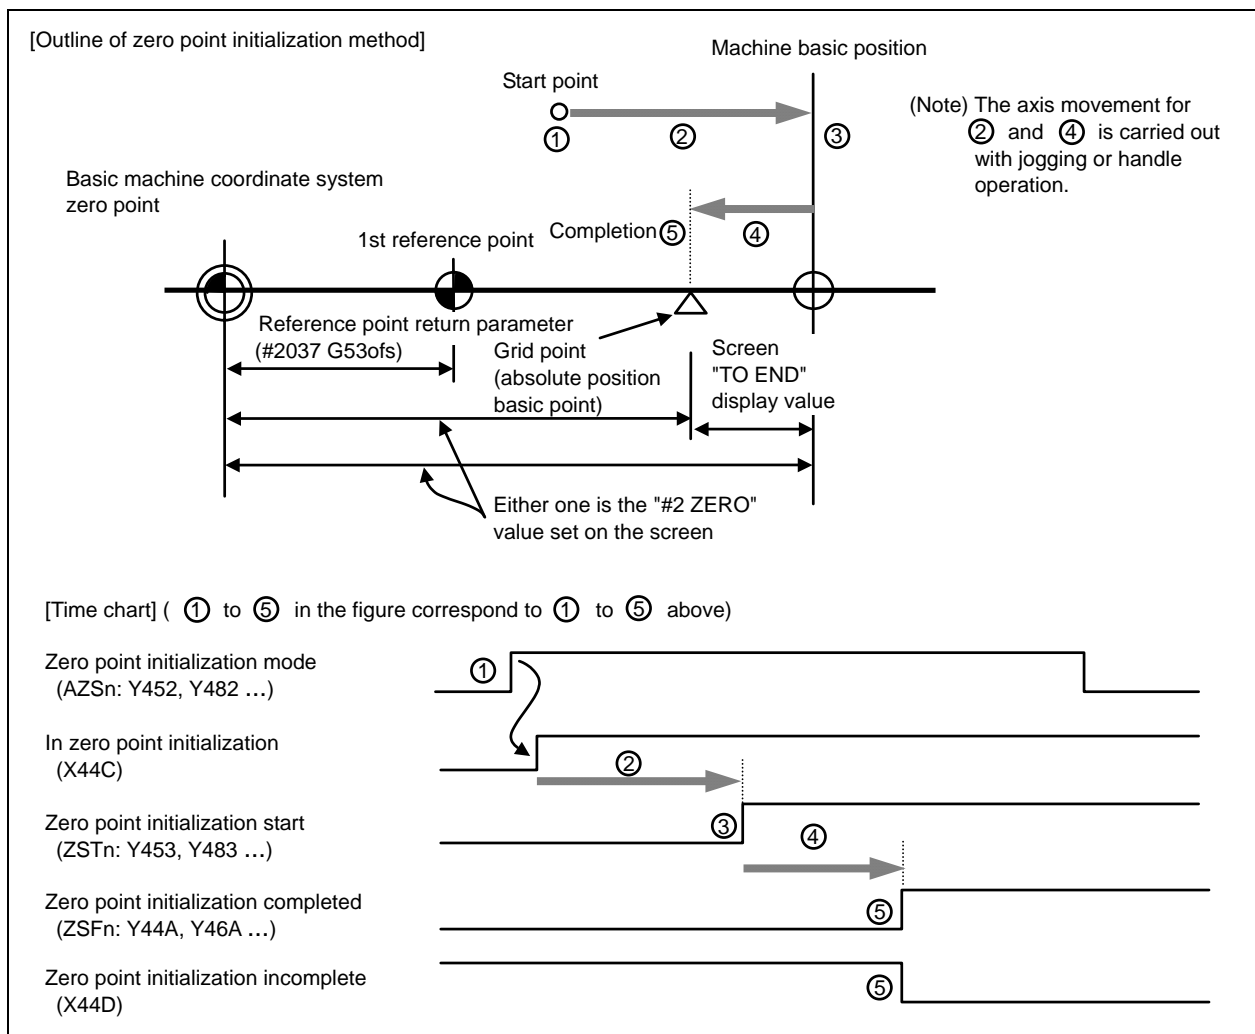 [Outline of zero point initialization method]
Machine basic position
Start point
(Note) The axis movement for
② and ④ is carried out
with jogging or handle
operation.
①
②
③
Basic machine coordinate system
zero point
1st reference point
Completion ⑤
④
Reference point return parameter
(#2037 G53ofs)
Grid point
(absolute position
basic point)
Screen
"TO END"
display value
Either one is the "#2 ZERO"
value set on the screen
[Time chart] ( ① to ⑤ in the figure correspond to ① to ⑤ above)
Zero point initialization mode
(AZSn: Y452, Y482 …)
①
In zero point initialization
(X44C)
②
Zero point initialization start
(ZSTn: Y453, Y483 …)
③
④
Zero point initialization completed
(ZSFn: Y44A, Y46A …)
⑤
Zero point initialization incomplete
(X44D)
⑤